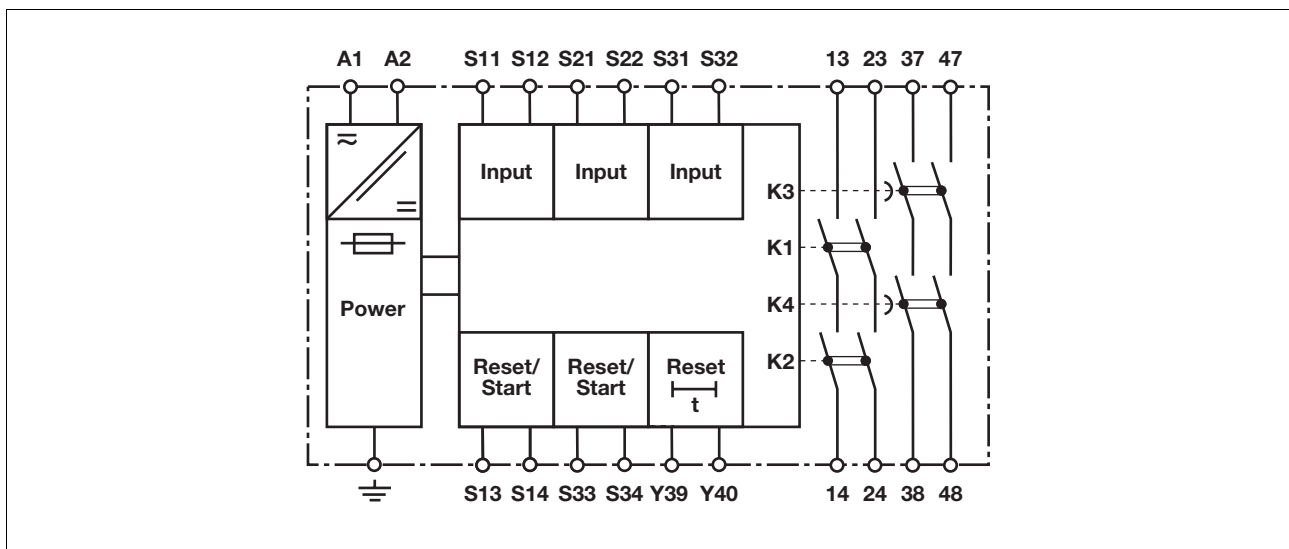 A1 A2 S11 S12 S21 S22 S31 S32 13 23 37 47
Input Input Input
K3
K1
K4
Power
K2
Reset/
Start
Reset/
Start
Reset
t
S13 S14 S33 S34 Y39 Y40 14 24 38 48